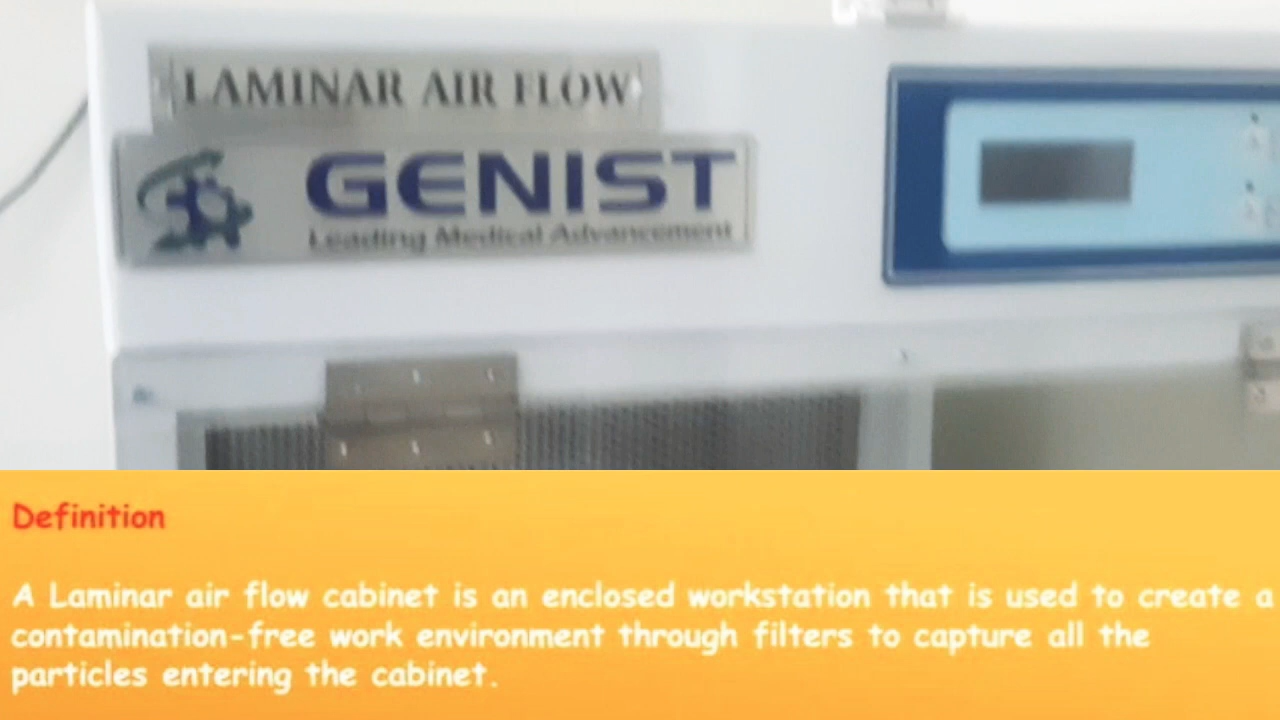 LAMINAR AIR FLOW
GENIST
Leading Medical Advancement
Definition
A Laminar air flow cabinet is an enclosed workstation that is used to create a
contamination-free work environment through filters to capture all the
particles entering the cabinet.